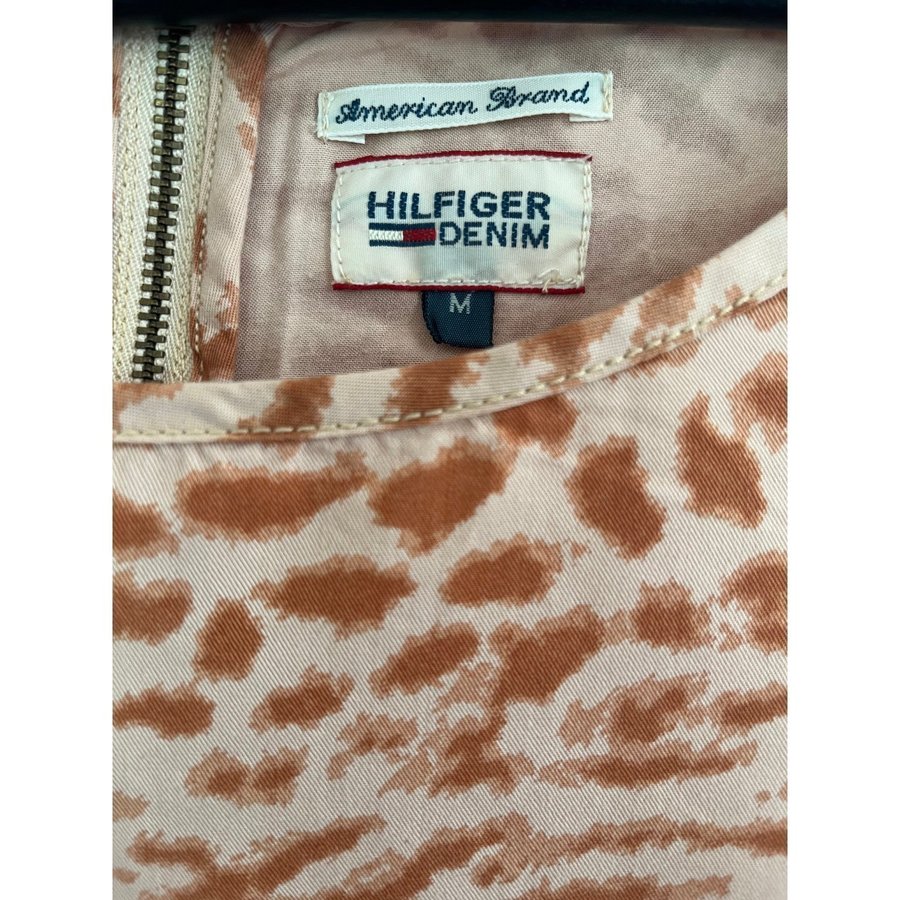 American Brand
HILFIGER
DENIM
M